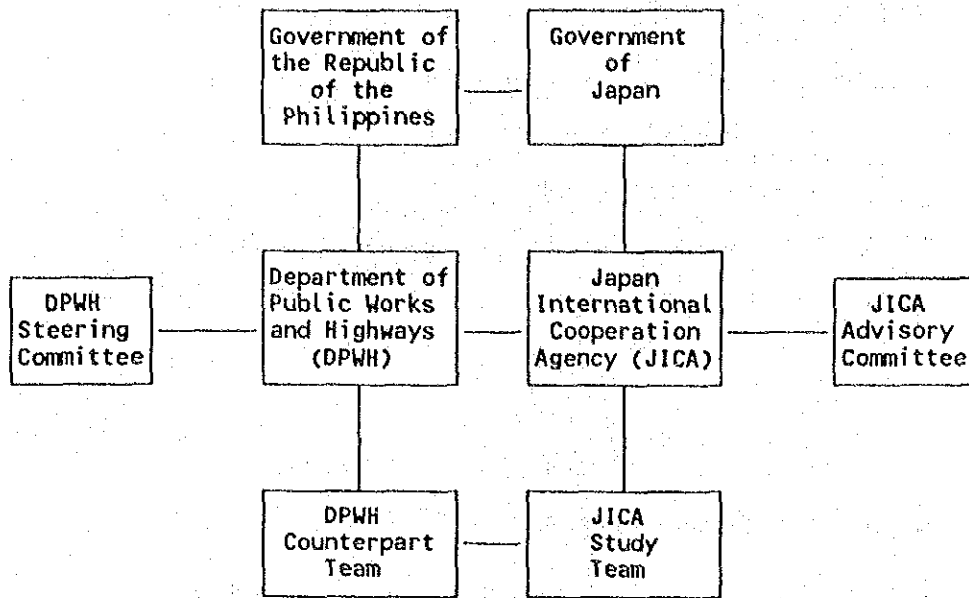 Government of
the Republic
of the
Philippines
Government
of
Japan
DPWH
Steering
Committee
Department of
Public Works
and Highways
(DPWH)
Japan
International
Cooperation
Agency (JICA)
JICA
Advisory
Committee
DPWH
Counterpart
Team
JICA
Study
Team